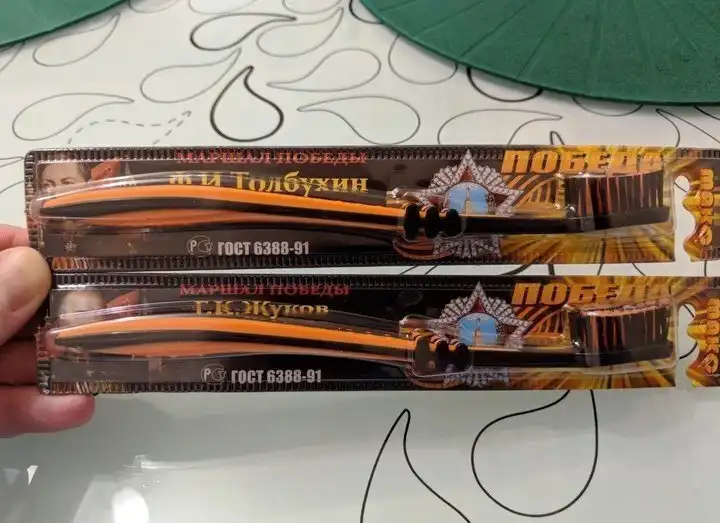 МАРШАЛ ПОБЕДЫ
Ф.И.Толбухин
ПОБЕДА
ГОСТ 6388-91
МАРШАЛ ПОБЕДЫ
Г.К.Жуков
ПОБЕДА
ГОСТ 6388-91